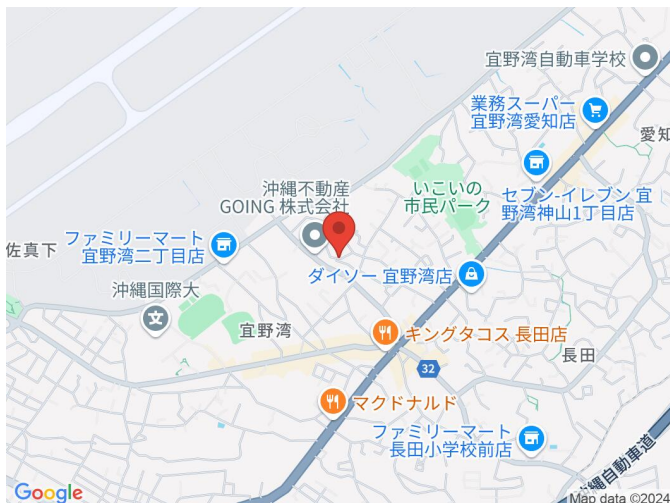 宜野湾自動車学校
業務スーパー
宜野湾愛知店
愛知
いこいの
市民パーク
セブン-イレブン 宜
野湾神山1丁目店
沖縄不動産
GOING 株式会社
ファミリーマート
宜野湾二丁目店
佐真下
ダイソー 宜野湾店
沖縄国際大
文
宜野湾
キングタコス 長田店
長田
32
マクドナルド
ファミリーマート
長田小学校前店
沖縄自動車道
Google
Map data ©2024